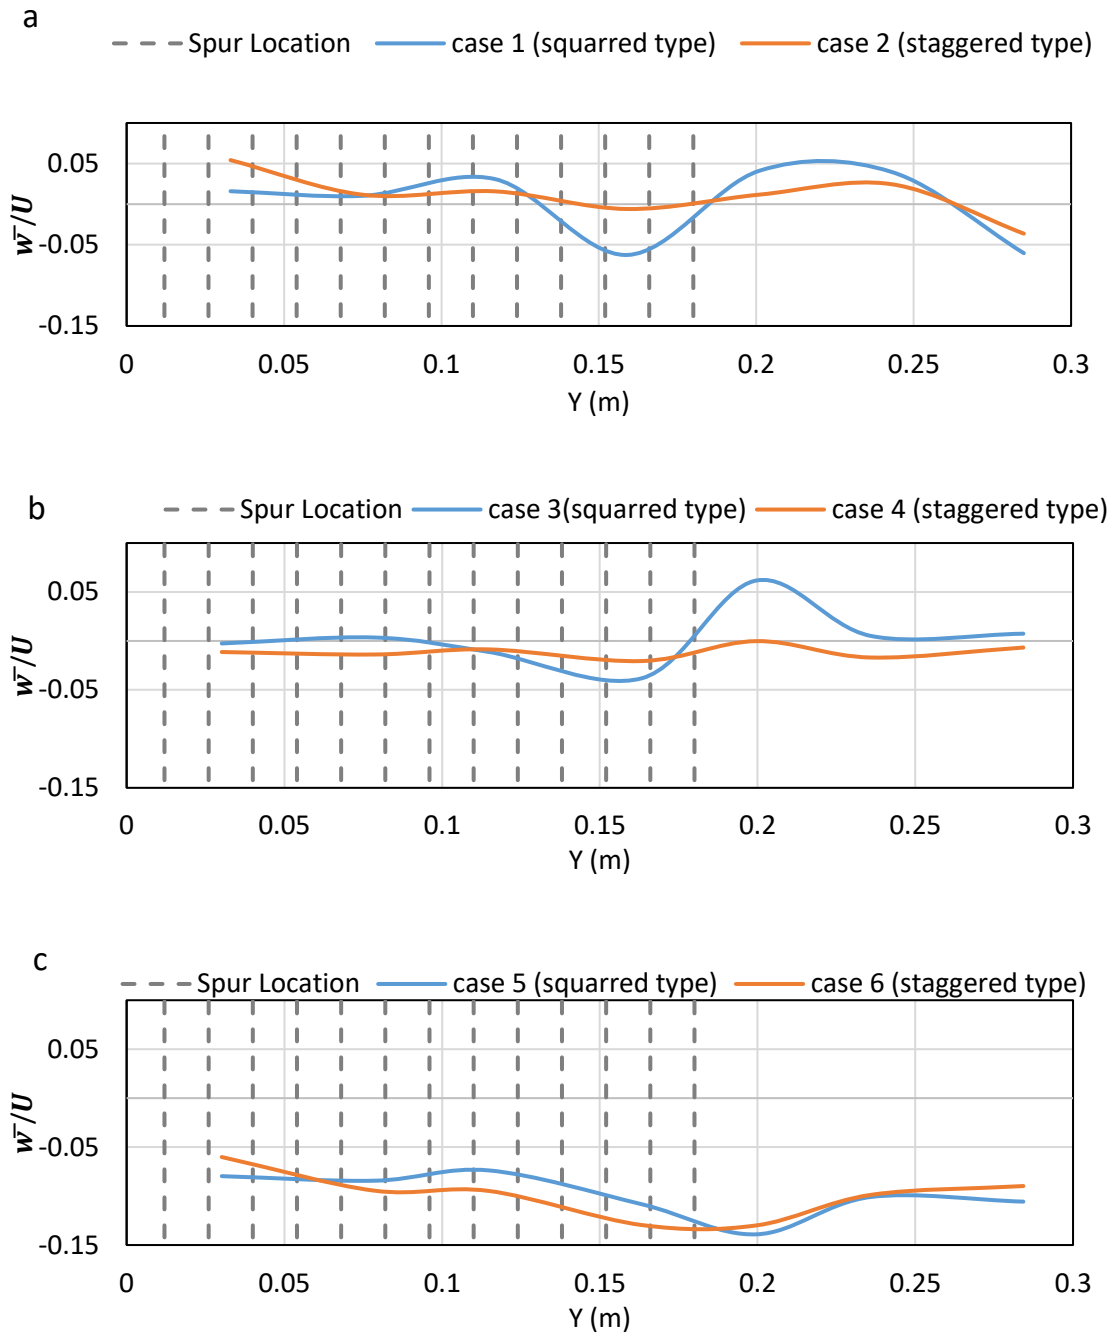 a
Spur Location case 1 (squarred type) case 2 (staggered type)
0.05
-0.05
-0.15
w̄/U
0 0.05 0.1 0.15 0.2 0.25 0.3
Y (m)
b
Spur Location case 3(squarred type) case 4 (staggered type)
0.05
-0.05
-0.15
w̄/U
0 0.05 0.1 0.15 0.2 0.25 0.3
Y (m)
c
Spur Location case 5 (squarred type) case 6 (staggered type)
0.05
-0.05
-0.15
w̄/U
0 0.05 0.1 0.15 0.2 0.25 0.3
Y (m)